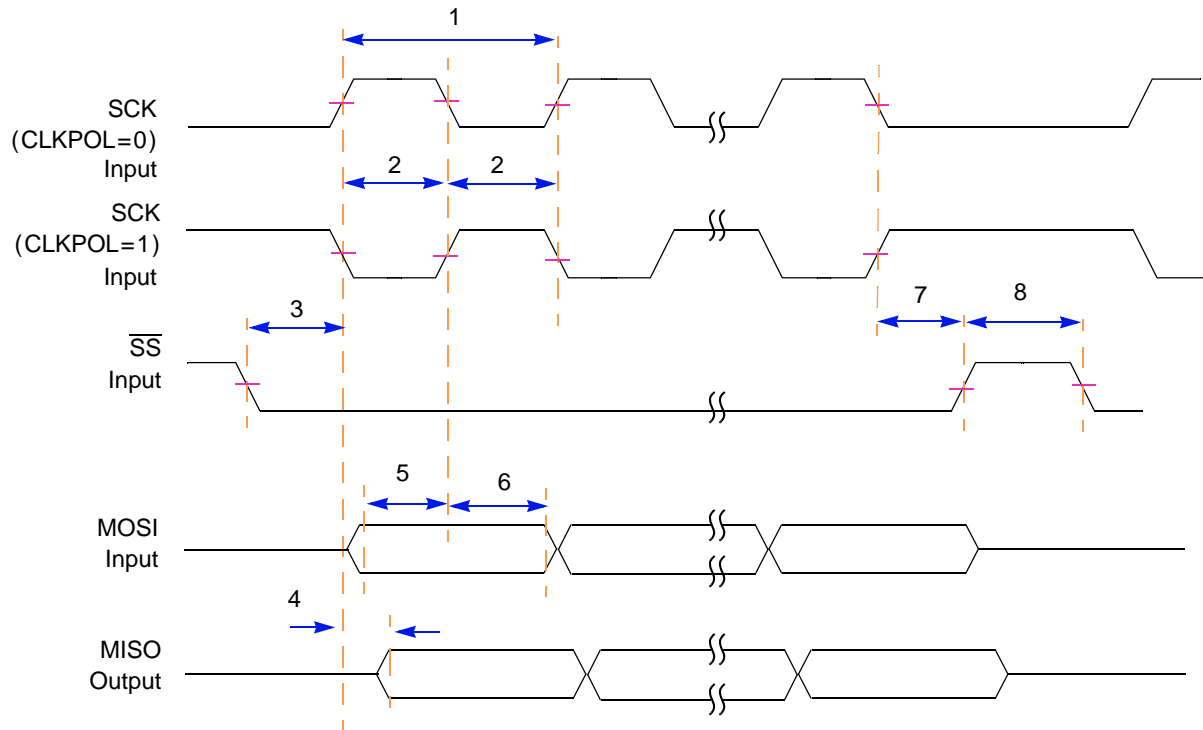 1
SCK
(CLKPOL=0)
Input
2 2
SCK
(CLKPOL=1)
Input
3 7 8
SS
Input
5 6
MOSI
Input
4
MISO
Output